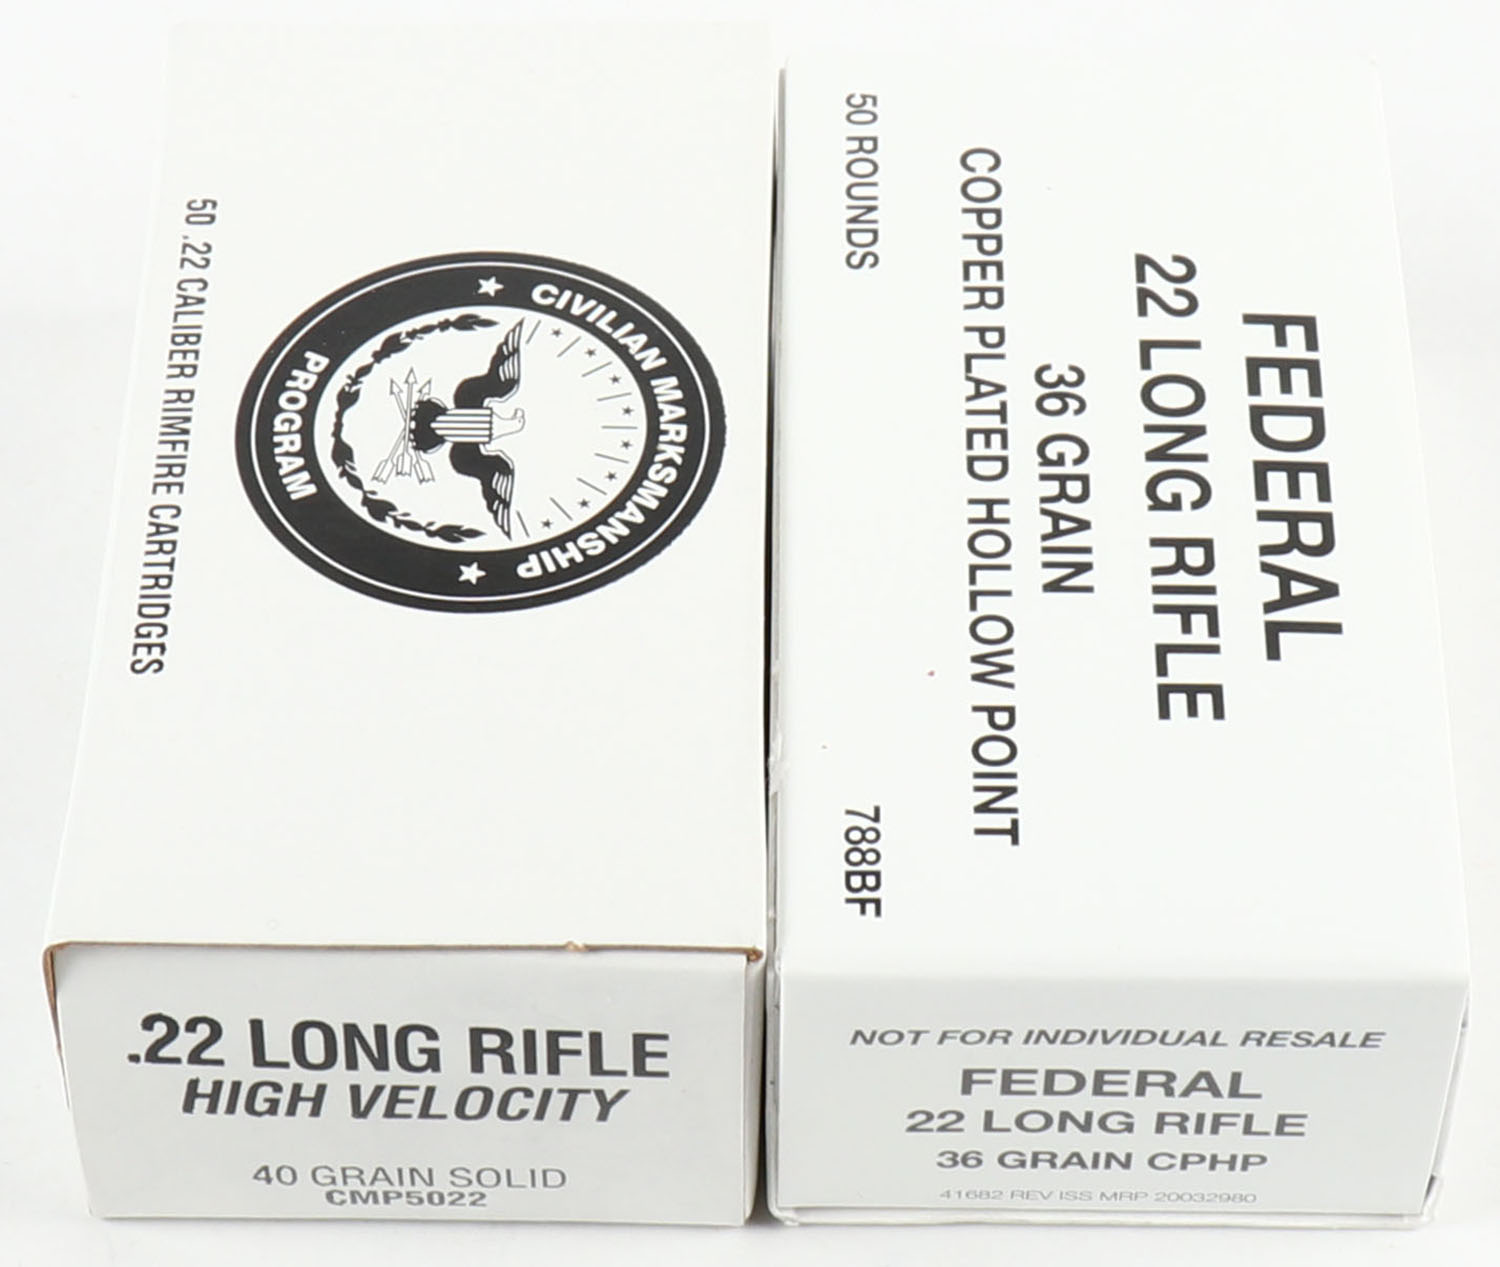 50 .22 CALIBER RIMFIRE CARTRIDGES
CIVILIAN MARKSMANSHIP
PROGRAM
.22 LONG RIFLE
HIGH VELOCITY
40 GRAIN SOLID
CMP5022
FEDERAL
22 LONG RIFLE
36 GRAIN
COPPER PLATED HOLLOW POINT
50 ROUNDS
788BF
NOT FOR INDIVIDUAL RESALE
FEDERAL
22 LONG RIFLE
36 GRAIN CPHP
41682 REV ISS MRP 20032980